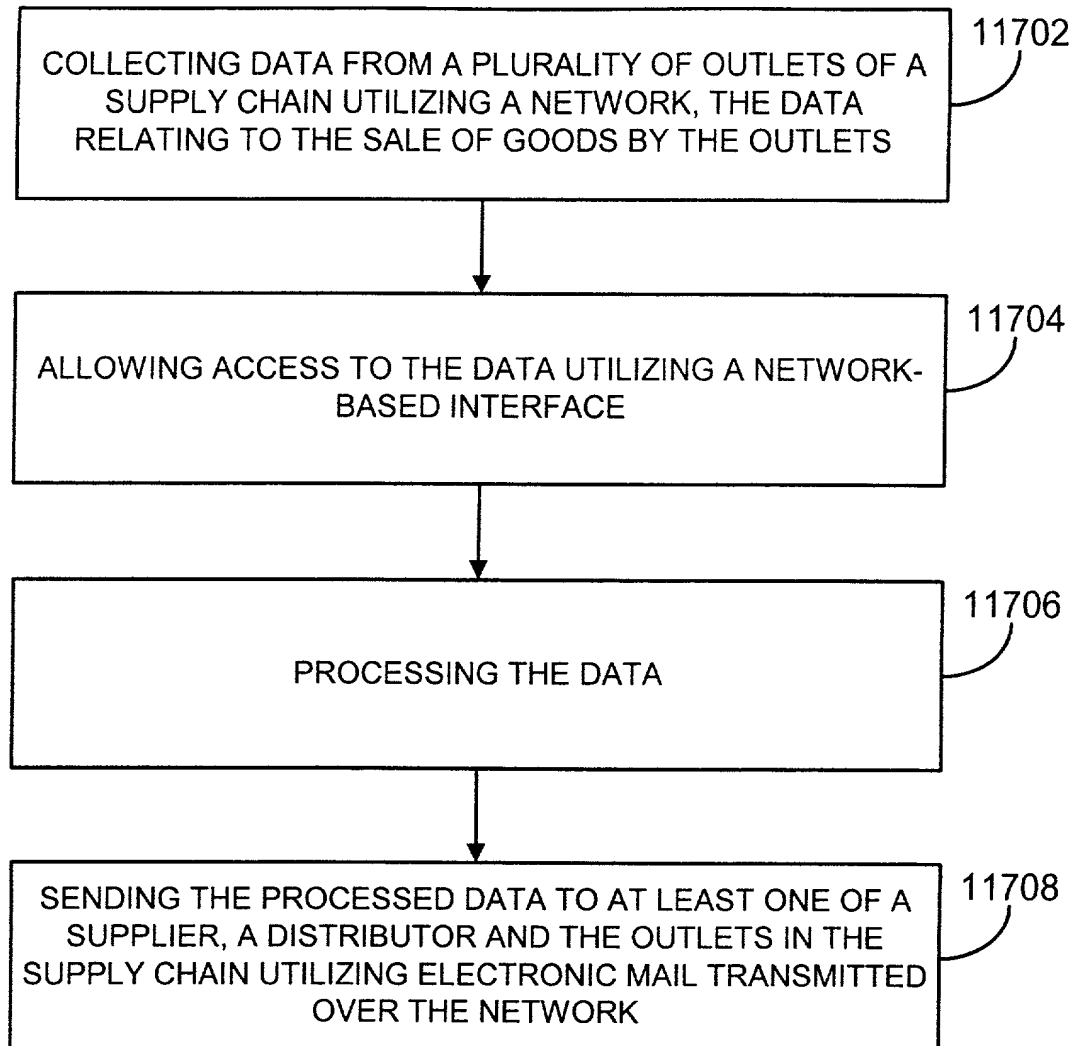 11702
COLLECTING DATA FROM A PLURALITY OF OUTLETS OF A
SUPPLY CHAIN UTILIZING A NETWORK, THE DATA
RELATING TO THE SALE OF GOODS BY THE OUTLETS
11704
ALLOWING ACCESS TO THE DATA UTILIZING A NETWORK-
BASED INTERFACE
11706
PROCESSING THE DATA
11708
SENDING THE PROCESSED DATA TO AT LEAST ONE OF A
SUPPLIER, A DISTRIBUTOR AND THE OUTLETS IN THE
SUPPLY CHAIN UTILIZING ELECTRONIC MAIL TRANSMITTED
OVER THE NETWORK